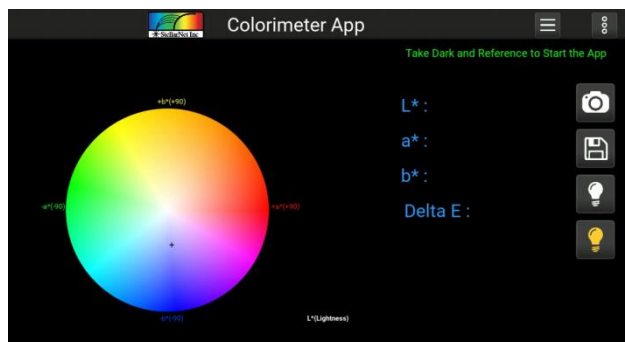 StellarNet Inc
Colorimeter App
Take Dark and Reference to Start the App
+b*(+90)
L* :
a* :
b* :
-a*(-90)
+a*(+90)
Delta E :
-b*(-90)
L*(Lightness)